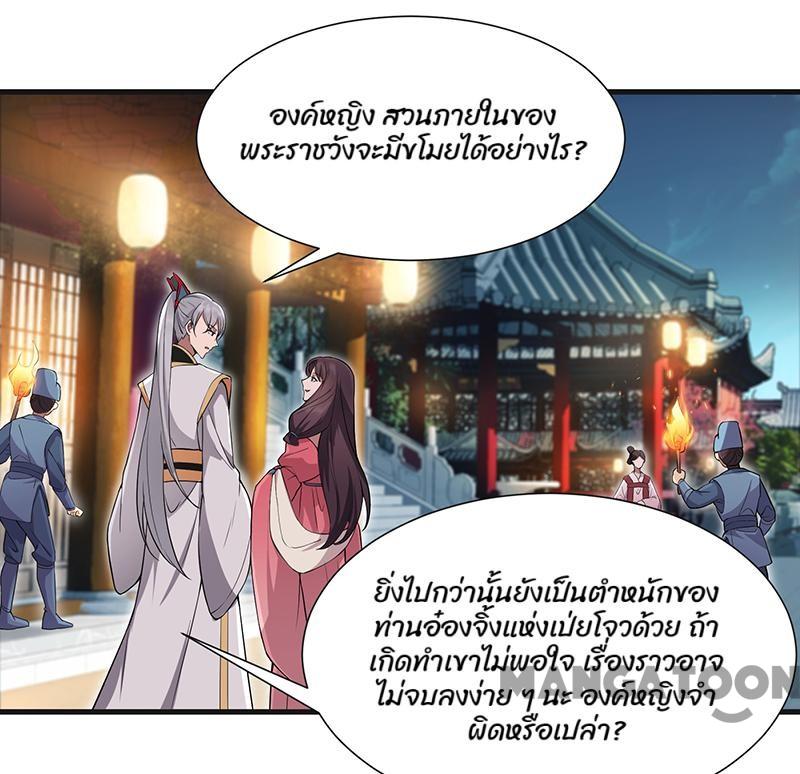 องค์หญิง สวนภายในของ
พระราชวังจะมีขโมยได้อย่างไร?
ยิ่งไปกว่านั้นยังเป็นตำหนักของ
ท่านอ๋องจิ้งแห่งเป่ยโจวด้วย ถ้า
เกิดทำเขาไม่พอใจ เรื่องราวอาจ
ไม่จบลงง่าย ๆ นะ องค์หญิงจำ
ผิดหรือเปล่า?
MANGATOON